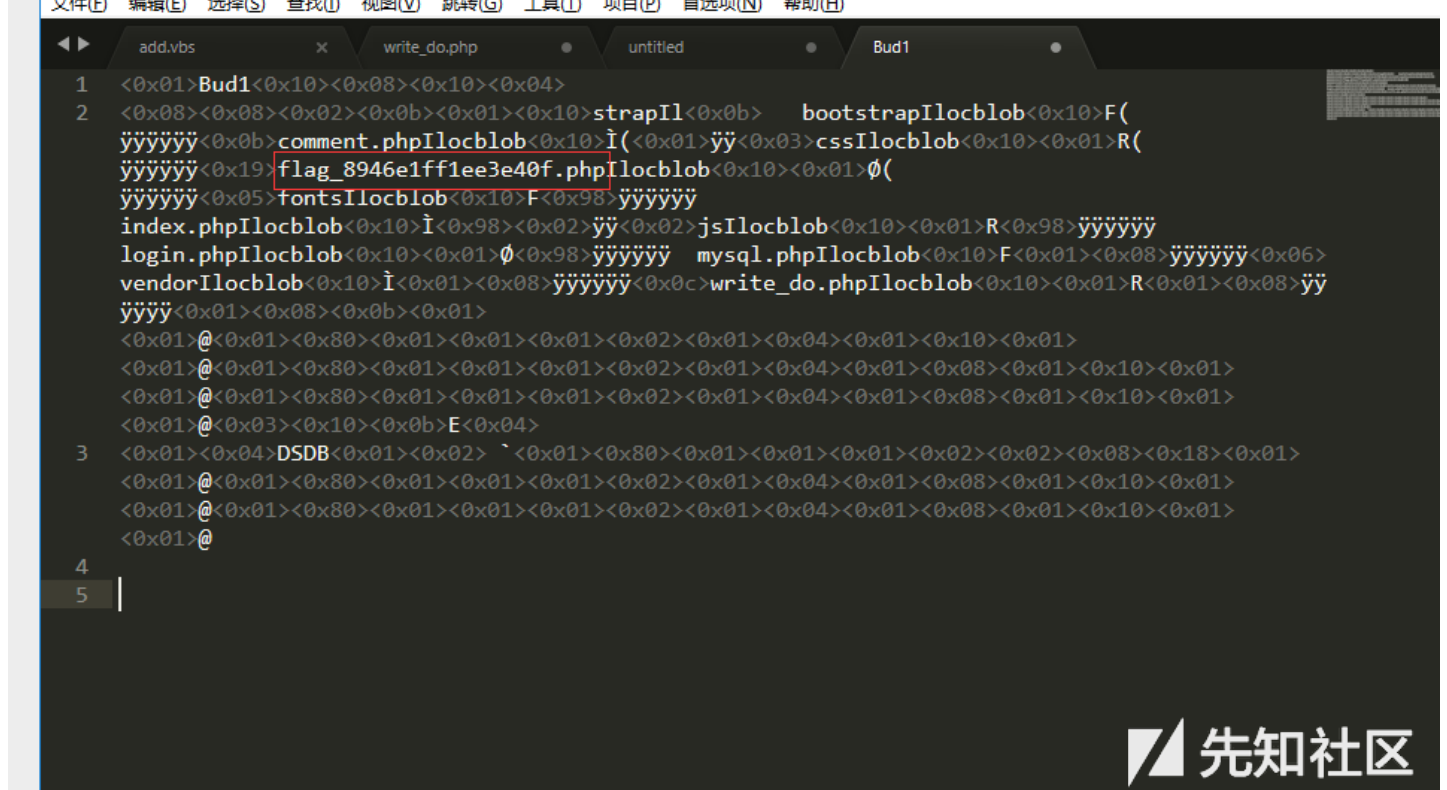 文件(F) 编辑(E) 选择(S) 查找(I) 视图(V) 跳转(G) 工具(T) 项目(P) 首选项(N) 帮助(H)
add.vbs × write_do.php untitled Bud1
1 <0x01>Bud1<0x10><0x08><0x10><0x04>
2 <0x08><0x08><0x02><0x0b><0x01><0x10>strapIl<0x0b> bootstrapIlocblob<0x10>F(
ÿÿÿÿÿÿ<0x0b>comment.phpIlocblob<0x10>Ì(<0x01>ÿÿ<0x03>cssIlocblob<0x10><0x01>R(
ÿÿÿÿÿÿ<0x19>flag_8946e1ff1ee3e40f.phpIlocblob<0x10><0x01>Ø(
ÿÿÿÿÿÿ<0x05>fontsIlocblob<0x10>F<0x98>ÿÿÿÿÿÿ
index.phpIlocblob<0x10>Ì<0x98><0x02>ÿÿ<0x02>jsIlocblob<0x10><0x01>R<0x98>ÿÿÿÿÿÿ
login.phpIlocblob<0x10><0x01>Ø<0x98>ÿÿÿÿÿÿ mysql.phpIlocblob<0x10>F<0x01><0x08>ÿÿÿÿÿÿ<0x06>
vendorIlocblob<0x10>Ì<0x01><0x08>ÿÿÿÿÿÿ<0x0c>write_do.phpIlocblob<0x10><0x01>R<0x01><0x08>ÿÿ
ÿÿÿÿ<0x01><0x08><0x0b><0x01>
<0x01>@<0x01><0x80><0x01><0x01><0x01><0x02><0x01><0x04><0x01><0x10><0x01>
<0x01>@<0x01><0x80><0x01><0x01><0x01><0x02><0x01><0x04><0x01><0x08><0x01><0x10><0x01>
<0x01>@<0x01><0x80><0x01><0x01><0x01><0x02><0x01><0x04><0x01><0x08><0x01><0x10><0x01>
<0x01>@<0x03><0x10><0x0b>E<0x04>
3 <0x01><0x04>DSDB<0x01><0x02> `<0x01><0x80><0x01><0x01><0x01><0x02><0x02><0x08><0x18><0x01>
<0x01>@<0x01><0x80><0x01><0x01><0x01><0x02><0x01><0x04><0x01><0x08><0x01><0x10><0x01>
<0x01>@<0x01><0x80><0x01><0x01><0x01><0x02><0x01><0x04><0x01><0x08><0x01><0x10><0x01>
<0x01>@
4
5
先知社区